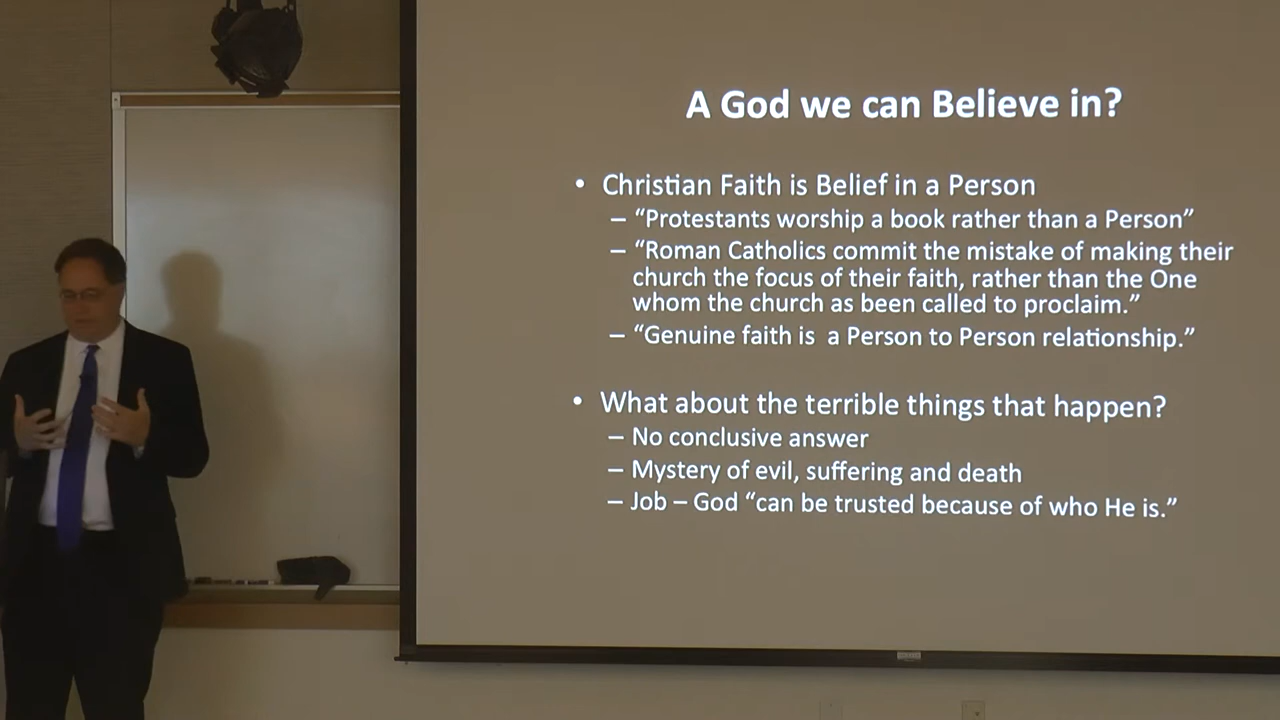 A God we can Believe in?
• Christian Faith is Belief in a Person
– “Protestants worship a book rather than a Person”
– “Roman Catholics commit the mistake of making their
church the focus of their faith, rather than the One
whom the church as been called to proclaim.”
– “Genuine faith is a Person to Person relationship.”
• What about the terrible things that happen?
– No conclusive answer
– Mystery of evil, suffering and death
– Job – God “can be trusted because of who He is.”